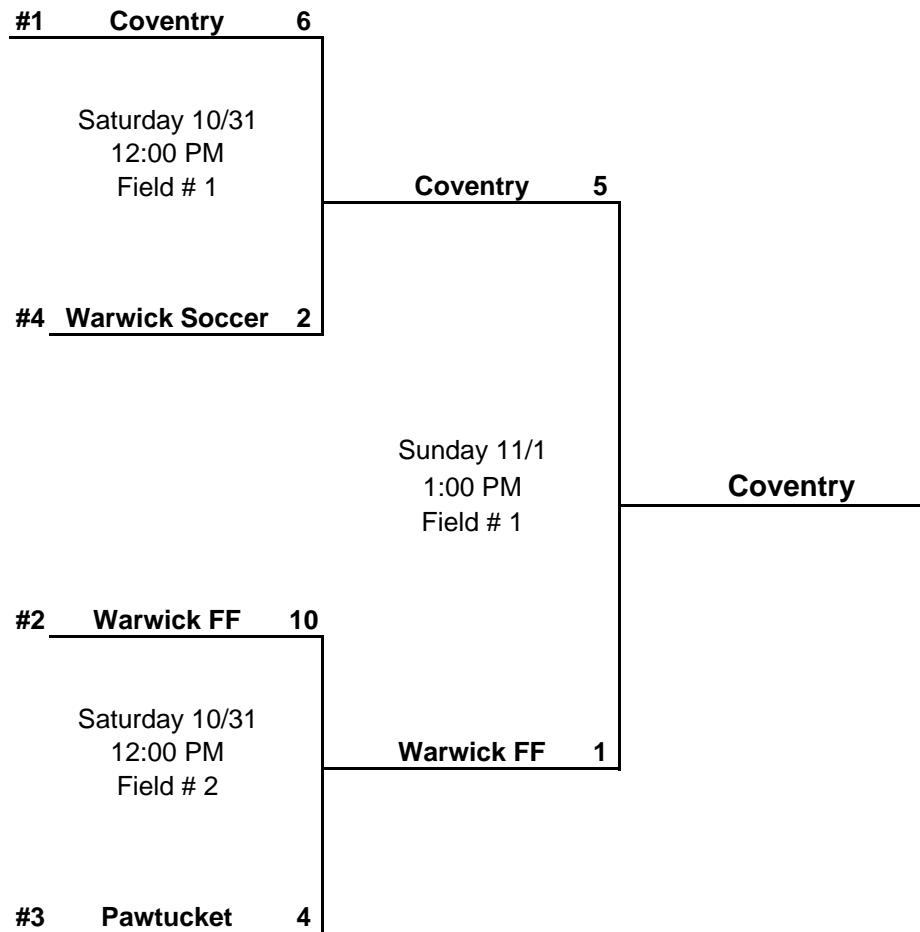 #1 Coventry 6
Saturday 10/31
12:00 PM
Field # 1
Coventry 5
#4 Warwick Soccer 2
Sunday 11/1
1:00 PM
Field # 1
Coventry
#2 Warwick FF 10
Saturday 10/31
12:00 PM
Field # 2
Warwick FF 1
#3 Pawtucket 4